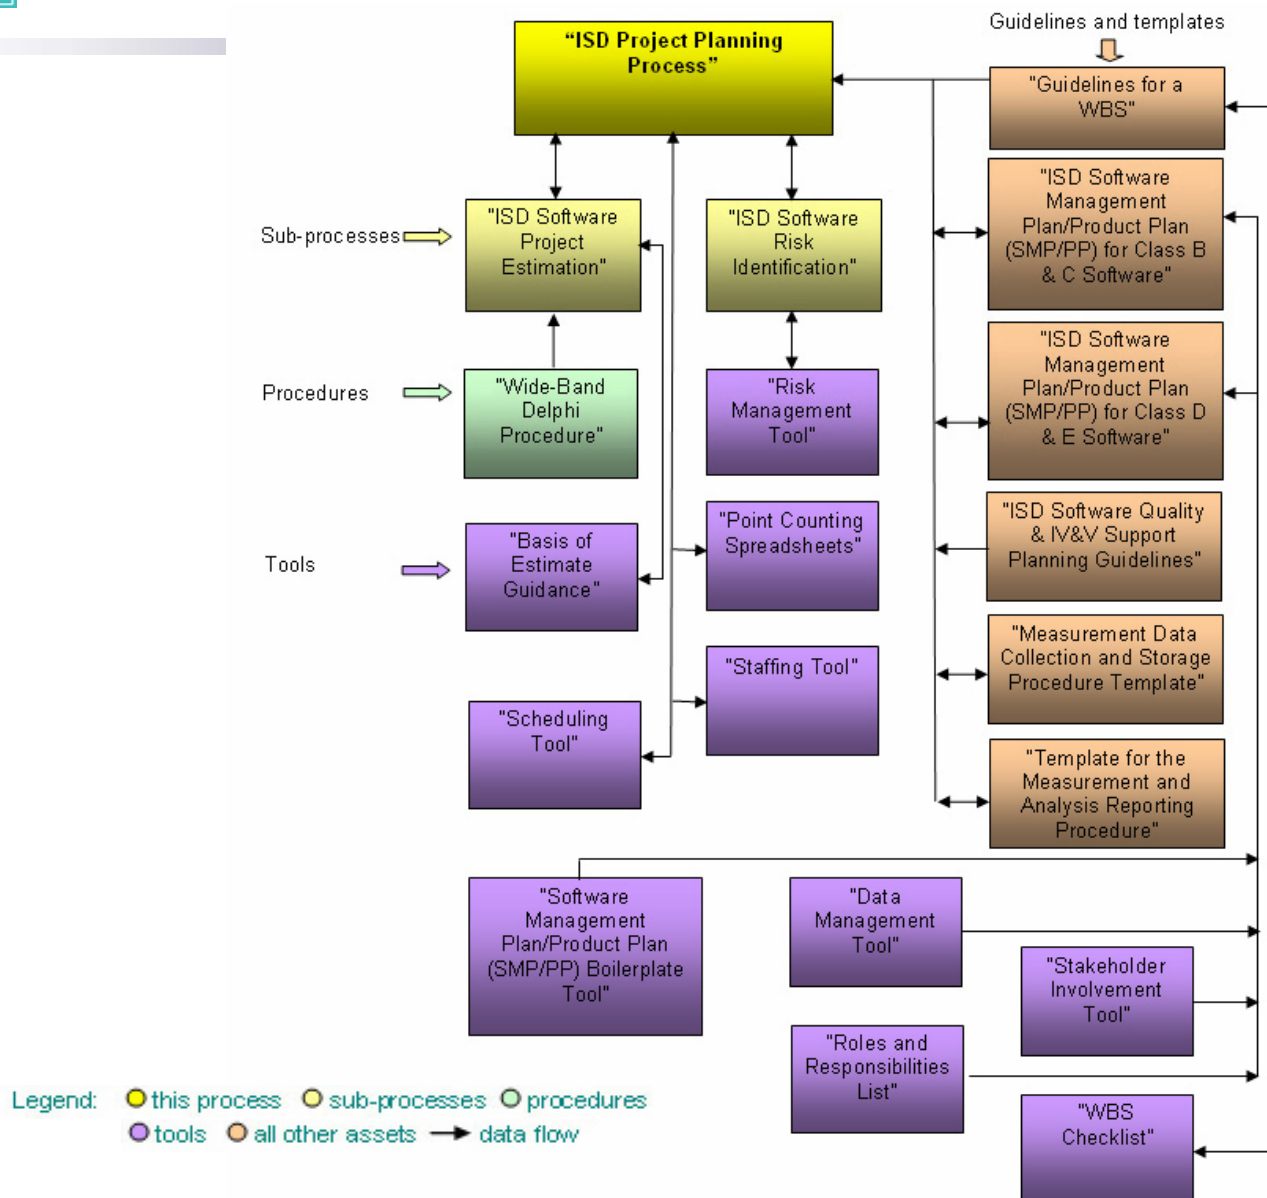 “ISD Project Planning
Process”
Guidelines and templates
"Guidelines for a
WBS"
"ISD Software
Management
Plan/Product Plan
(SMP/PP) for Class B
& C Software"
Sub-processes
"ISD Software
Project
Estimation"
"ISD Software
Risk
Identification"
"ISD Software
Management
Plan/Product Plan
(SMP/PP) for Class D
& E Software"
Procedures
"Wide-Band
Delphi
Procedure"
"Risk
Management
Tool"
"ISD Software Quality
& IV&V Support
Planning Guidelines"
Tools
"Basis of
Estimate
Guidance"
"Point Counting
Spreadsheets"
"Measurement Data
Collection and Storage
Procedure Template"
"Staffing Tool"
"Scheduling
Tool"
"Template for the
Measurement and
Analysis Reporting
Procedure"
"Software
Management
Plan/Product Plan
(SMP/PP) Boilerplate
Tool"
"Data
Management
Tool"
"Stakeholder
Involvement
Tool"
"Roles and
Responsibilities
List"
"WBS
Checklist"
Legend: this process sub-processes procedures
tools all other assets data flow